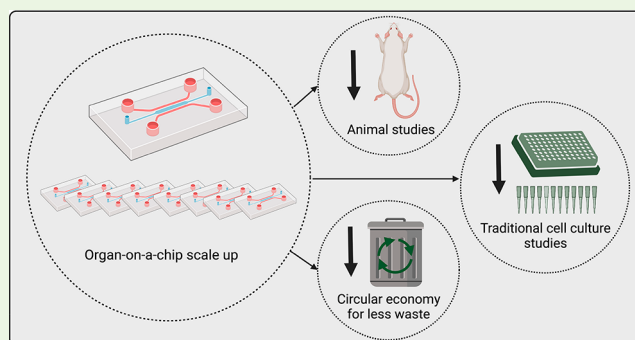 Animal studies
Organ-on-a-chip scale up
Traditional cell culture
studies
Circular economy
for less waste